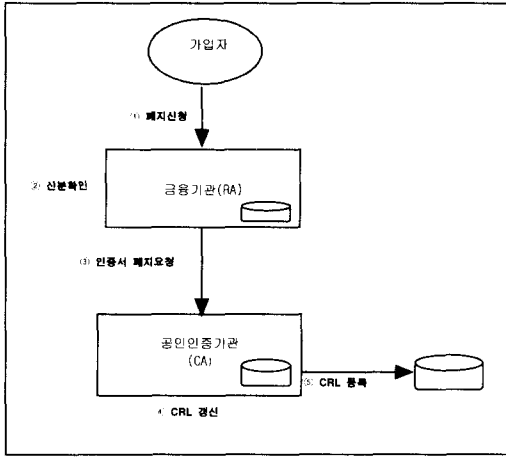 가입자
⑴ 폐지신청
⑵ 신분확인
금융기관(RA)
⑶ 인증서 폐지요청
공인인증기관
(CA)
⑸ CRL 등록
⑷ CRL 갱신